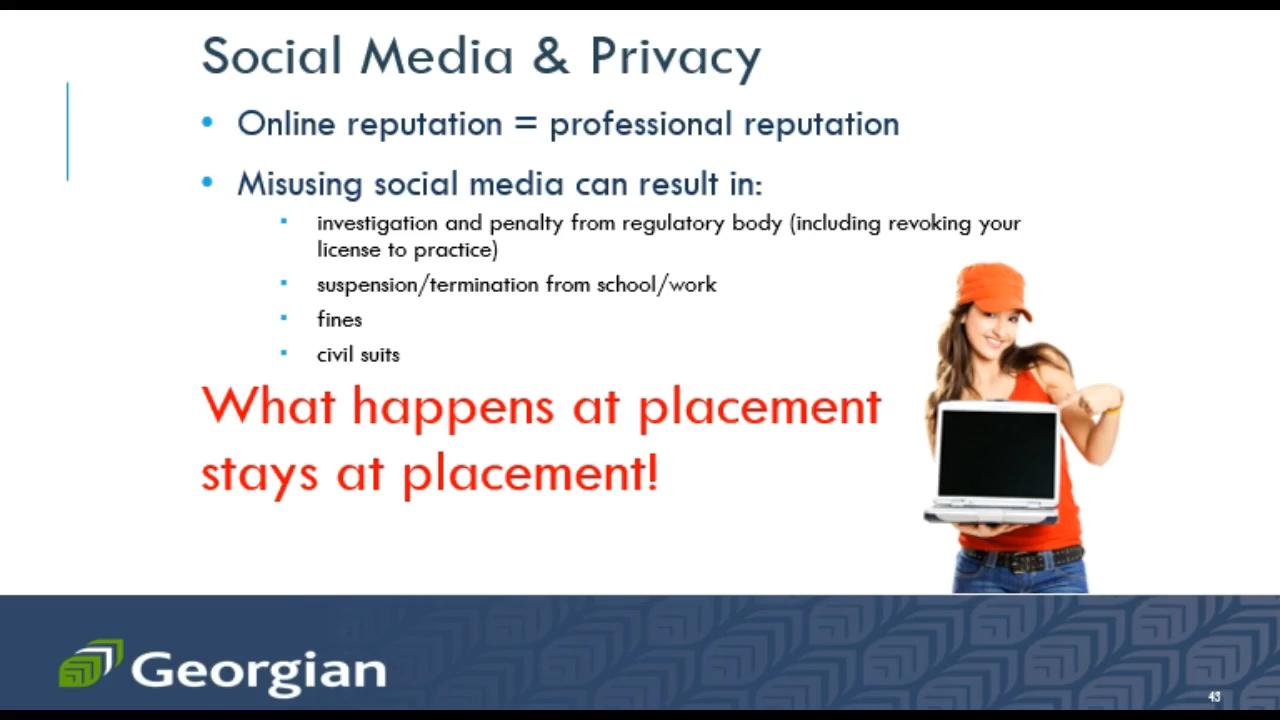 Social Media & Privacy
• Online reputation = professional reputation
• Misusing social media can result in:
▪ investigation and penalty from regulatory body (including revoking your
license to practice)
▪ suspension/termination from school/work
▪ fines
▪ civil suits
What happens at placement
stays at placement!
Georgian
43